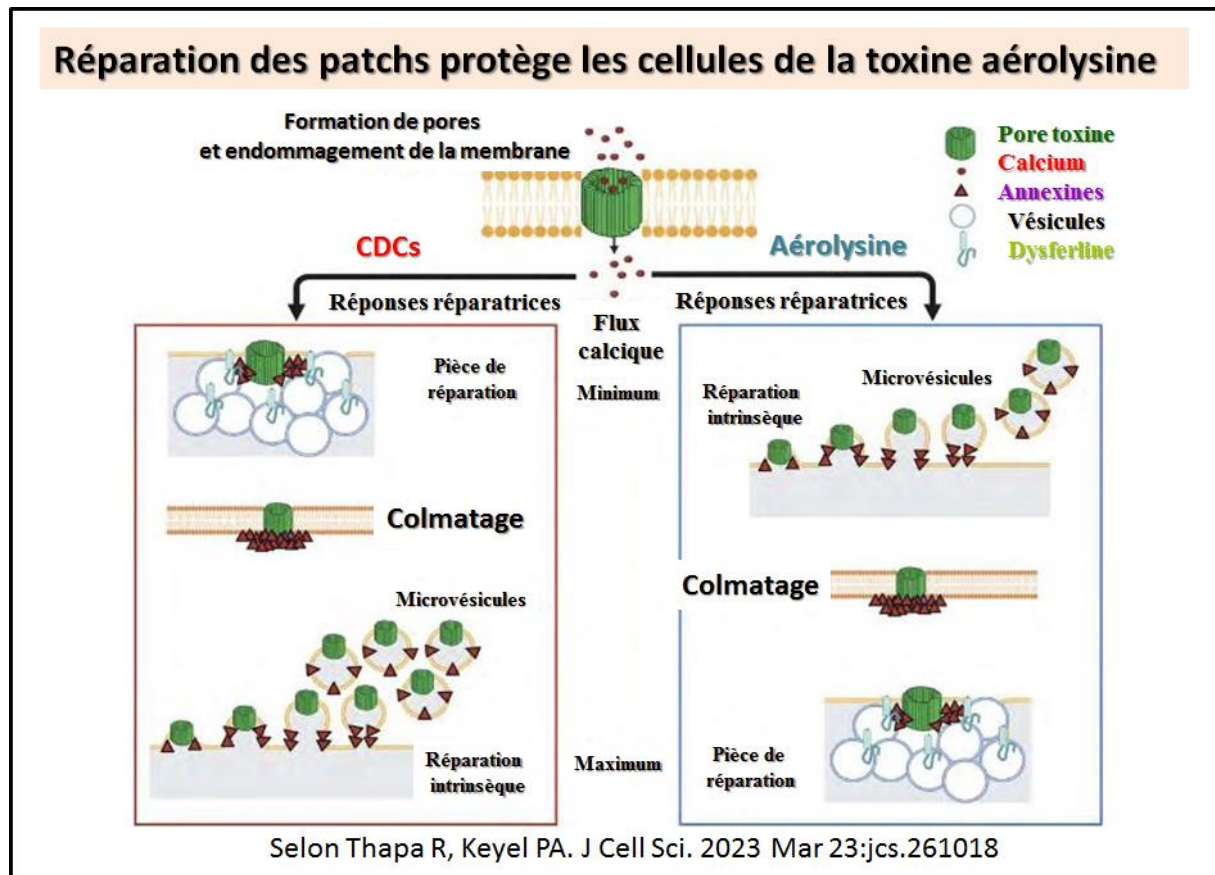 Réparation des patchs protège les cellules de la toxine aérolysine
Formation de pores
et endommagement de la membrane
Pore toxine
Calcium
Annexines
Vésicules
Dysferline
CDCs
Aérolysine
Réponses réparatrices
Réponses réparatrices
Flux
calcique
Pièce de
réparation
Minimum
Réparation
intrinsèque
Microvésicules
Colmatage
Colmatage
Microvésicules
Réparation
intrinsèque
Maximum
Pièce de
réparation
Selon Thapa R, Keyel PA. J Cell Sci. 2023 Mar 23:jcs.261018